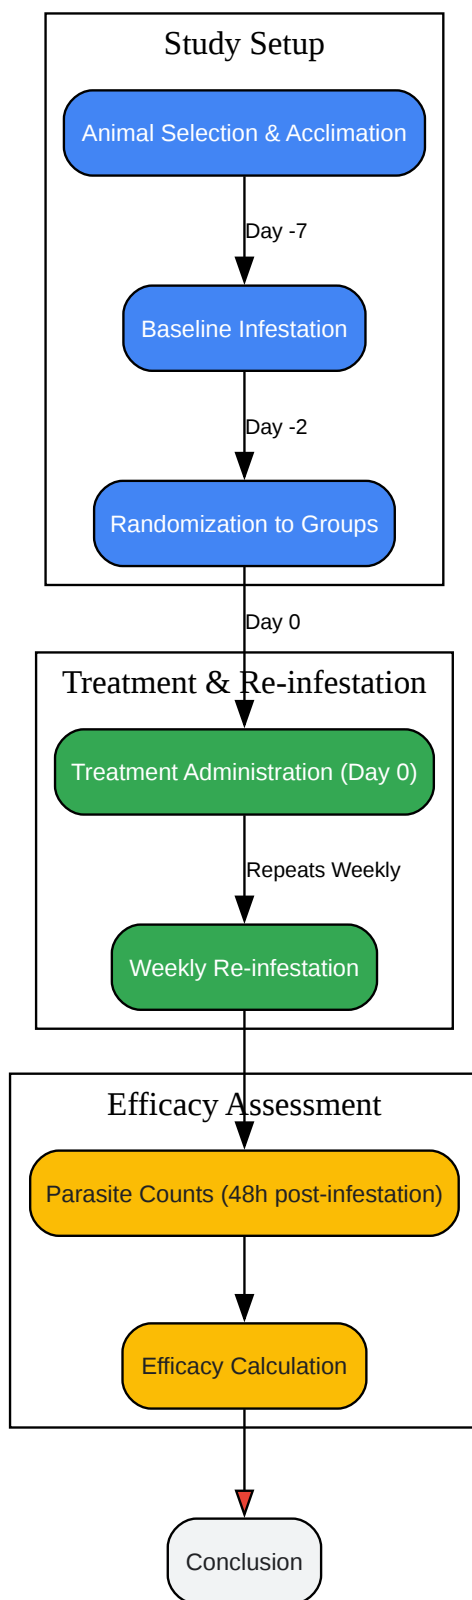 Study Setup
Animal Selection & Acclimation
Day -7
Baseline Infestation
Day -2
Randomization to Groups
Day 0
Treatment & Re-infestation
Treatment Administration (Day 0)
Repeats Weekly
Weekly Re-infestation
Efficacy Assessment
Parasite Counts (48h post-infestation)
Efficacy Calculation
Conclusion